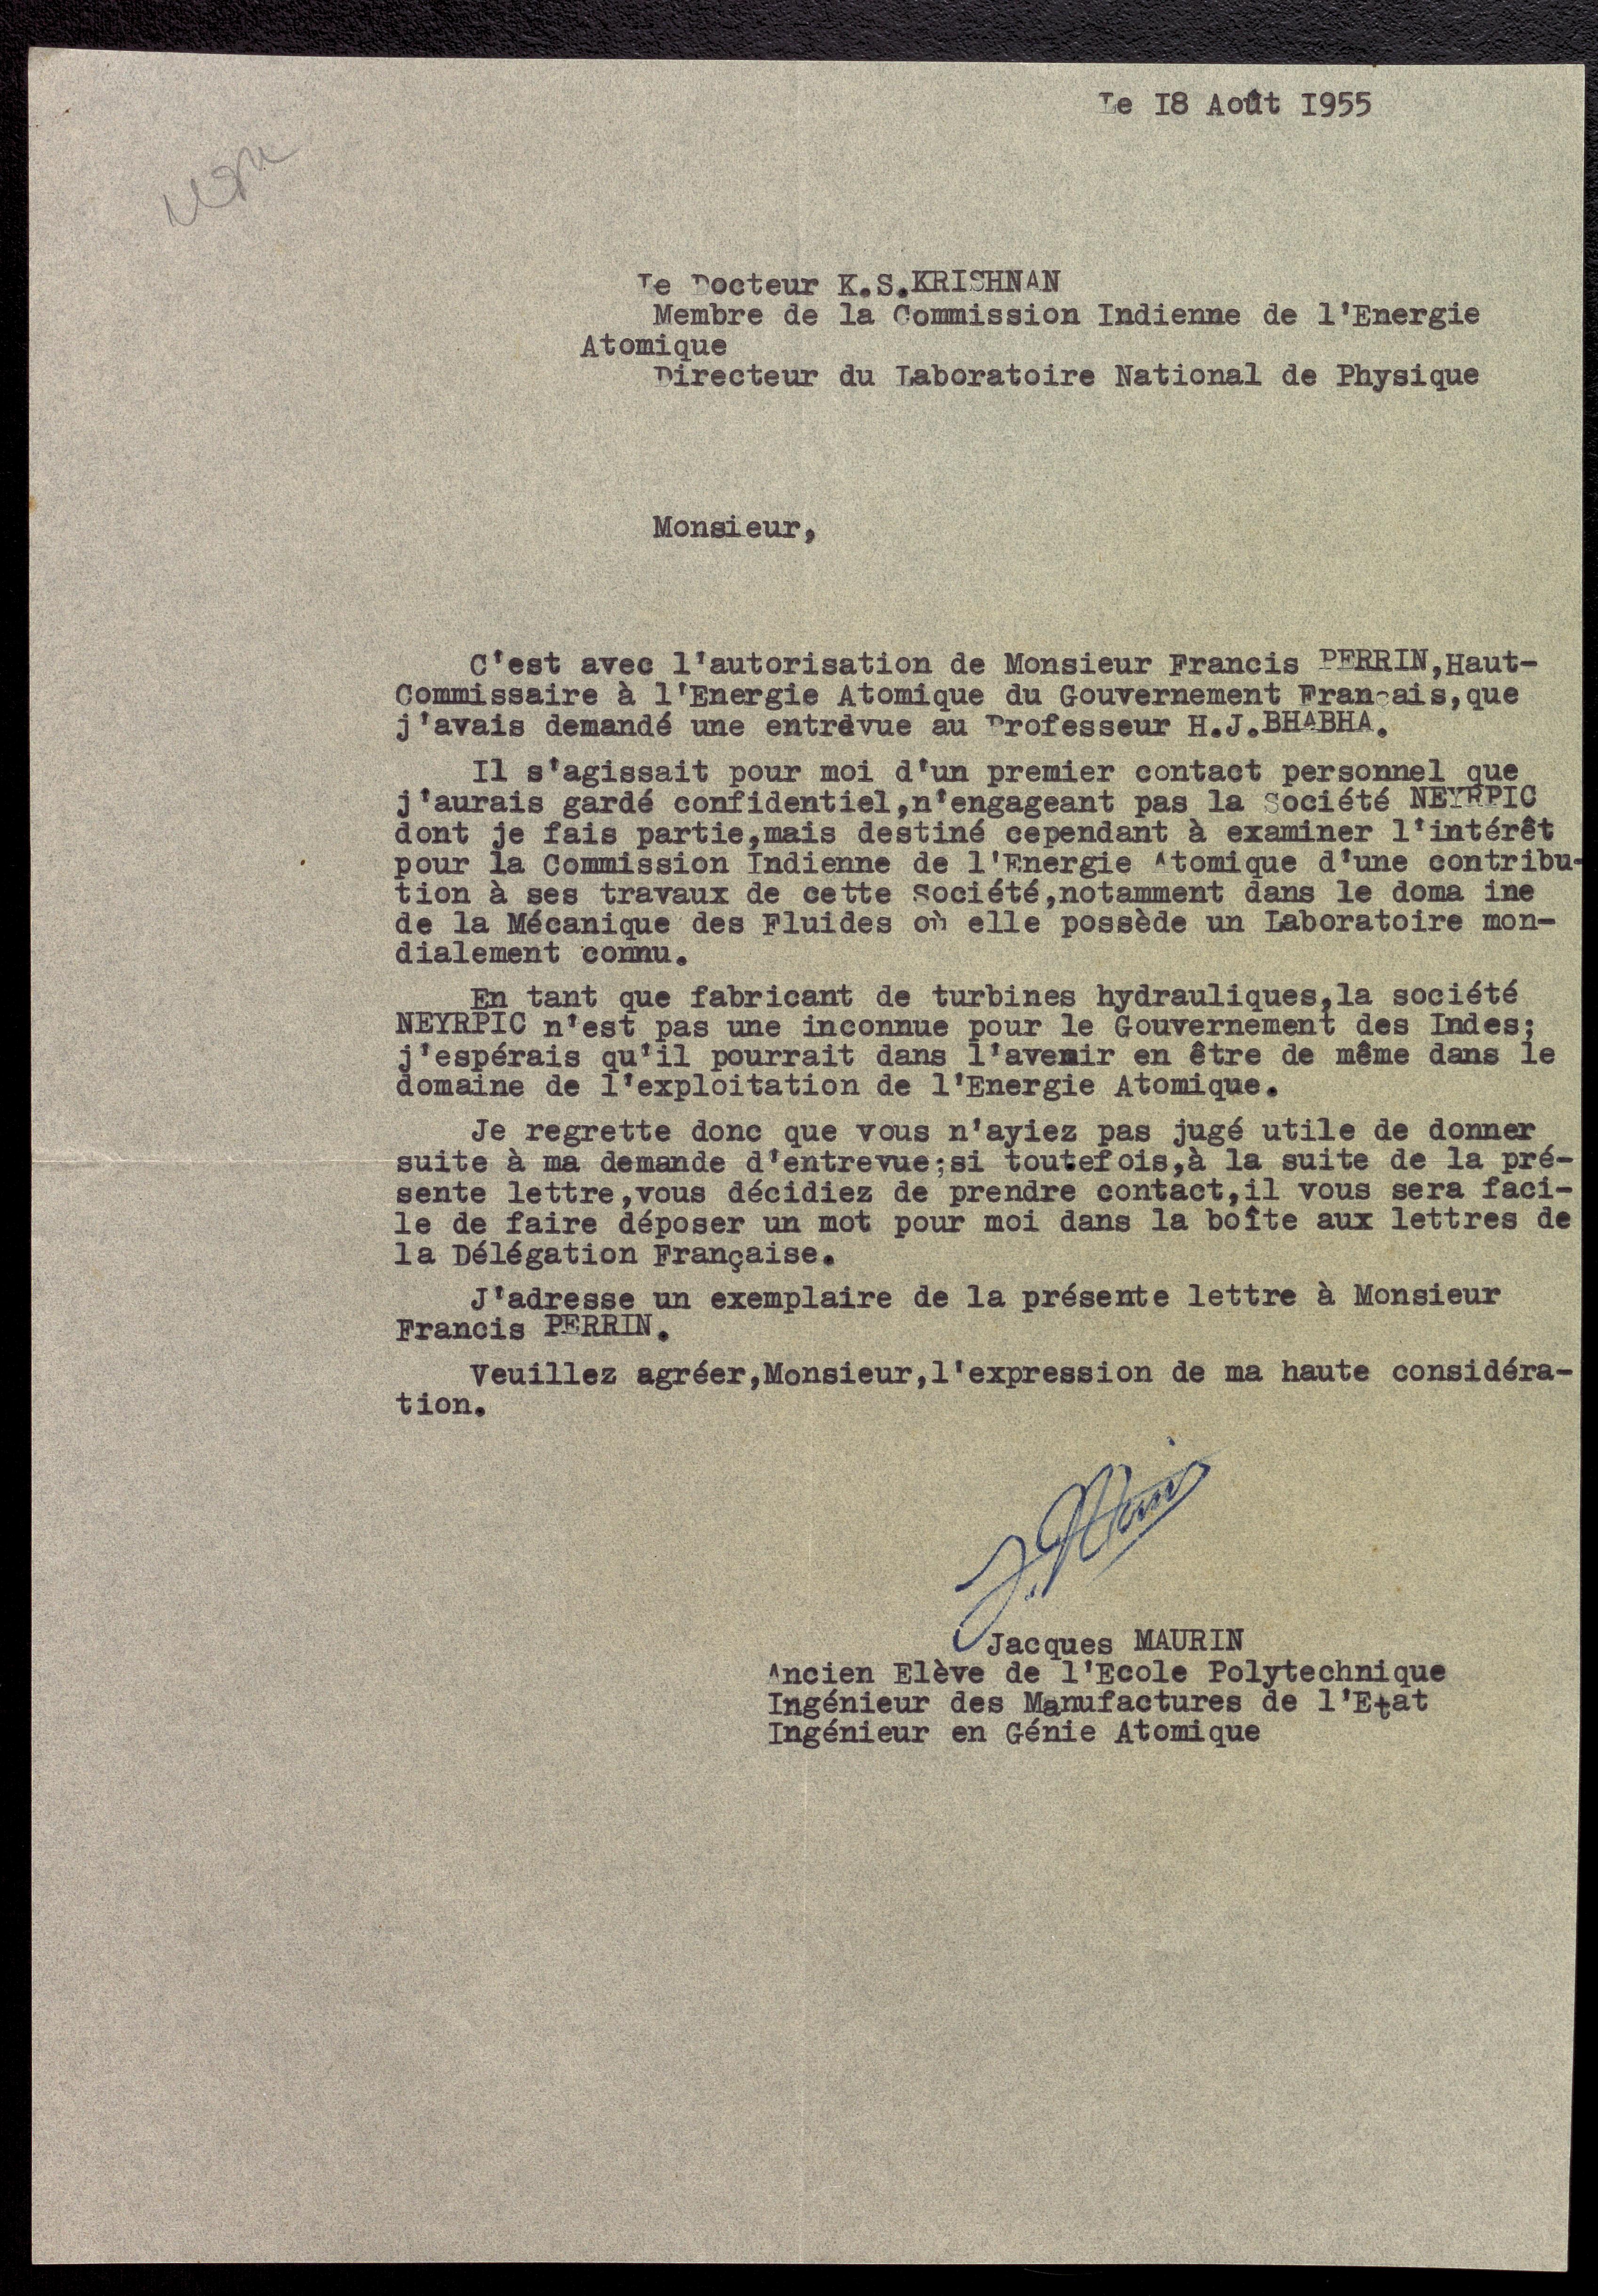 Le 18 Août 1955
Le Docteur K.S.KRISHNAN
Membre de la Commission Indienne de l'Energie
Atomique
Directeur du Laboratoire National de Physique
Monsieur,
C'est avec l'autorisation de Monsieur Francis PERRIN,Haut-
Commissaire à l'Energie Atomique du Gouvernement Français,que
j'avais demandé une entrevue au Professeur H.J.BHABHA.
Il s'agissait pour moi d'un premier contact personnel que
j'aurais gardé confidentiel,n'engageant pas la Société NEYRPIC
dont je fais partie,mais destiné cependant à examiner l'intérêt
pour la Commission Indienne de l'Energie Atomique d'une contribu-
tion à ses travaux de cette Société,notamment dans le doma ine
de la Mécanique des Fluides où elle possède un Laboratoire mon-
dialement connu.
En tant que fabricant de turbines hydrauliques,la société
NEYRPIC n'est pas une inconnue pour le Gouvernement des Indes;
j'espérais qu'il pourrait dans l'avenir en être de même dans le
domaine de l'exploitation de l'Energie Atomique.
Je regrette donc que vous n'ayiez pas jugé utile de donner
suite à ma demande d'entrevue;si toutefois,à la suite de la pré-
sente lettre,vous décidiez de prendre contact,il vous sera faci-
le de faire déposer un mot pour moi dans la boîte aux lettres de
la Délégation Française.
J'adresse un exemplaire de la présente lettre à Monsieur
Francis PERRIN.
Veuillez agréer,Monsieur,l'expression de ma haute considéra-
tion.
Jacques MAURIN
Ancien Elève de l'Ecole Polytechnique
Ingénieur des Manufactures de l'Etat
Ingénieur en Génie Atomique